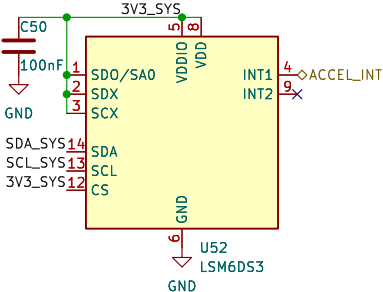 3V3_SYS
C50
100nF
GND
5
8
VDDIO
VDD
1
SDO/SA0
2
SDX
3
SCX
INT1
4
ACCEL_INT
INT2
9
SDA_SYS
14
SDA
SCL_SYS
13
SCL
3V3_SYS
12
CS
GND
6
U52
LSM6DS3
GND